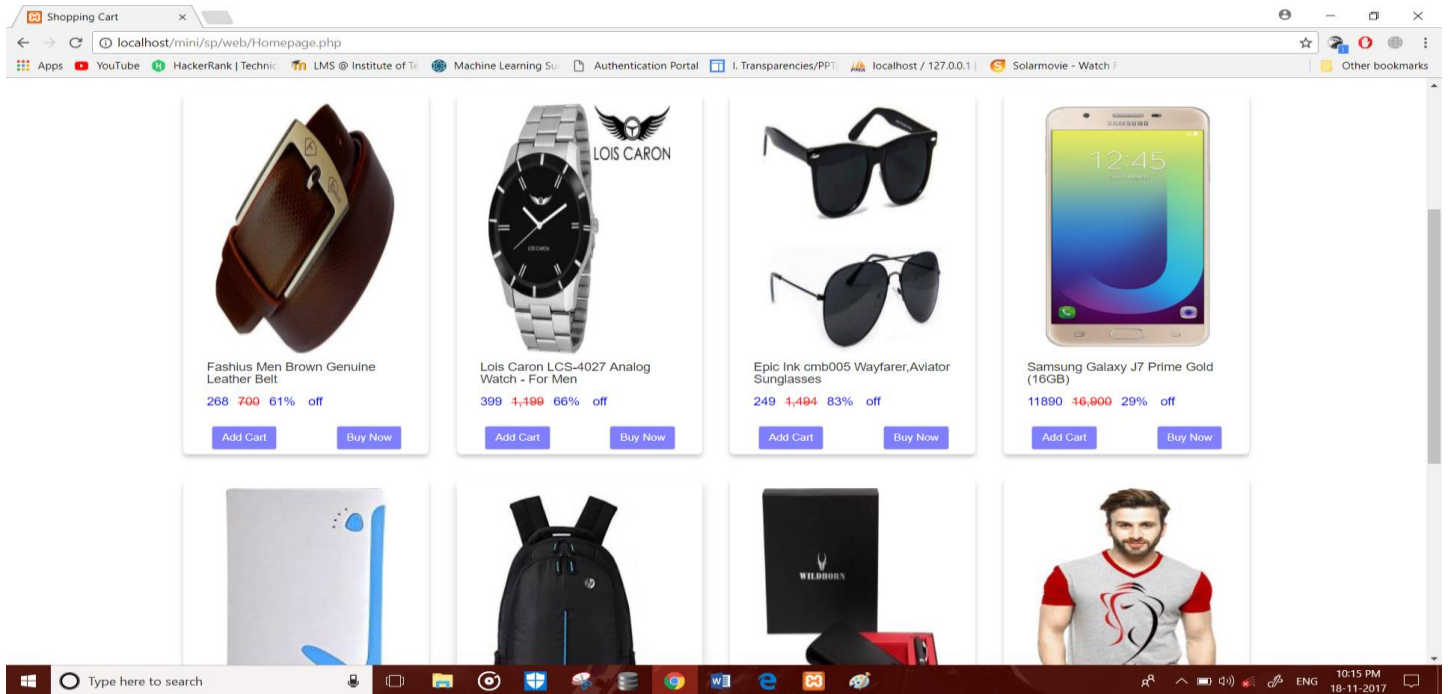 Shopping Cart
localhost/mini/sp/web/Homepage.php
Apps YouTube HackerRank | Technic LMS @ Institute of Te Machine Learning Su Authentication Portal I. Transparencies/PPT localhost / 127.0.0.1 | Solarmovie - Watch F Other bookmarks
LOIS CARON
LOIS CARON
SAMSUNG
12:45
Fashius Men Brown Genuine
Leather Belt
268 700 61% off
Add Cart Buy Now
Lois Caron LCS-4027 Analog
Watch - For Men
399 1,199 66% off
Add Cart Buy Now
Epic Ink cmb005 Wayfarer,Aviator
Sunglasses
249 1,494 83% off
Add Cart Buy Now
Samsung Galaxy J7 Prime Gold
(16GB)
11890 16,900 29% off
Add Cart Buy Now
hp
WILDHORN
Type here to search
ENG
10:15 PM
18-11-2017